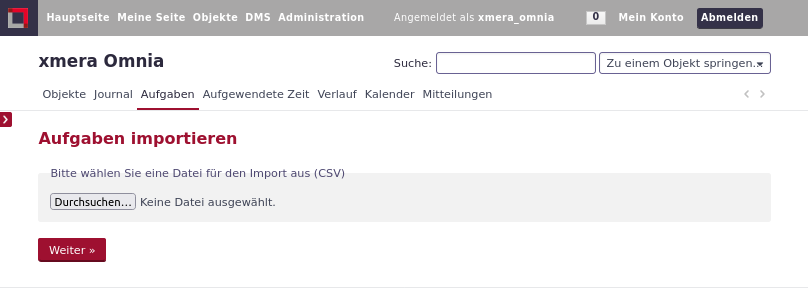 Hauptseite Meine Seite Objekte DMS Administration Angemeldet als xmera_omnia 0 Mein Konto Abmelden
xmera Omnia Suche: Zu einem Objekt springen...
Objekte Journal Aufgaben Aufgewendete Zeit Verlauf Kalender Mitteilungen
Aufgaben importieren
Bitte wählen Sie eine Datei für den Import aus (CSV)
Durchsuchen... Keine Datei ausgewählt.
Weiter »